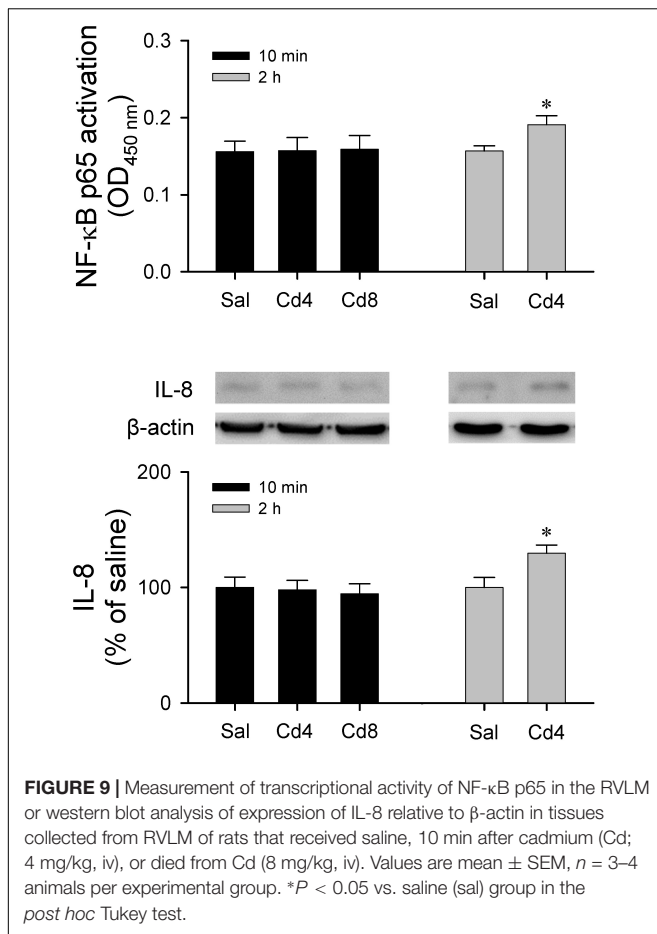 0.3
0.2
0.1
0.0
NF-κB p65 activation
(OD450 nm)
10 min
2 h
*
Sal Cd4 Cd8 Sal Cd4
IL-8
β-actin
200
100
0
IL-8
(% of saline)
10 min
2 h
*
Sal Cd4 Cd8 Sal Cd4
FIGURE 9 | Measurement of transcriptional activity of NF-κB p65 in the RVLM
or western blot analysis of expression of IL-8 relative to β-actin in tissues
collected from RVLM of rats that received saline, 10 min after cadmium (Cd;
4 mg/kg, iv), or died from Cd (8 mg/kg, iv). Values are mean ± SEM, n = 3–4
animals per experimental group. *P < 0.05 vs. saline (sal) group in the
post hoc Tukey test.